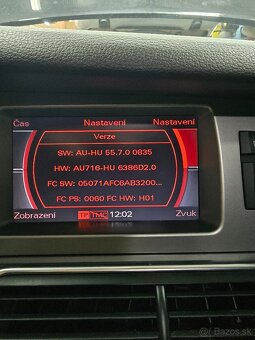 Čas Nastavení Nastavení
Verze
SW: AU-HU 55.7.0 0835
HW: AU716-HU 6386D2.0
FC SW: 05071AFC6AB3200...
FC PS: 0060 FC HW: H01
Zobrazení TP TMC 12:02 Zvuk
© Bazos.sk